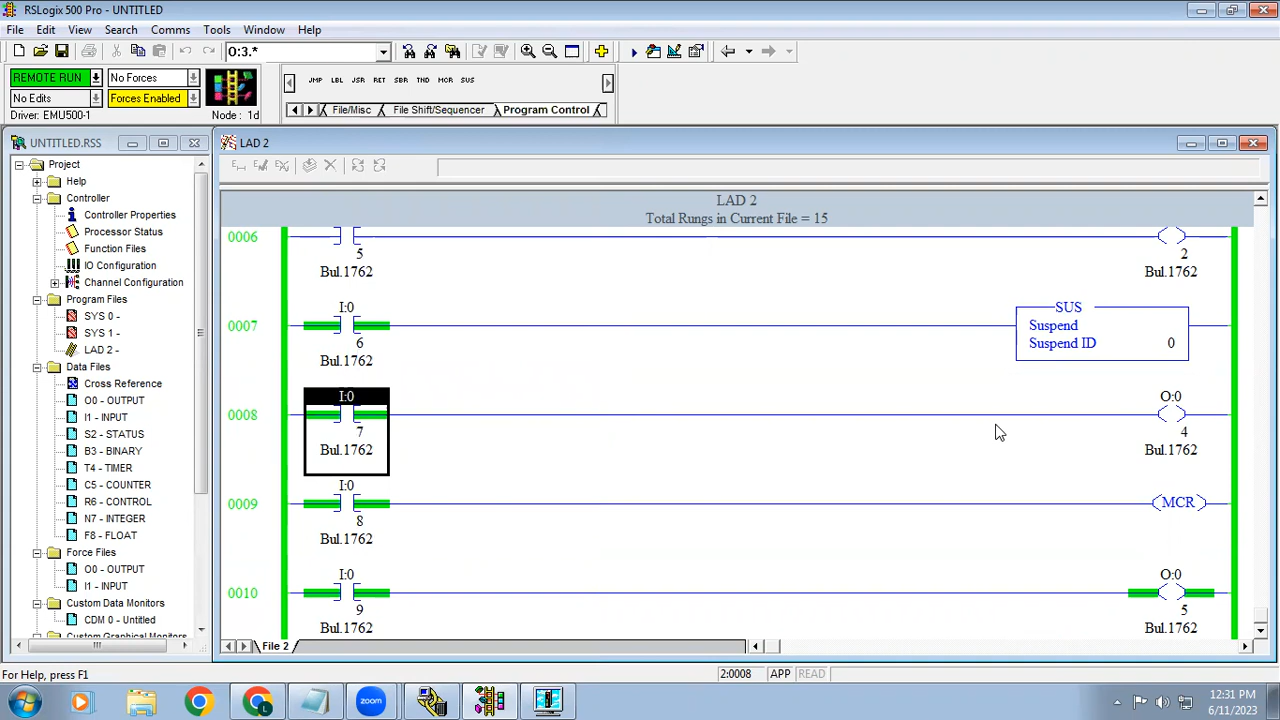 RSLogix 500 Pro - UNTITLED
File Edit View Search Comms Tools Window Help
O:3.*
REMOTE RUN No Forces
No Edits Forces Enabled
Driver: EMU500-1 Node : 1d
JMP LBL JSR RET SBR TND MCR SUS
File/Misc File Shift/Sequencer Program Control
UNTITLED.RSS
Project
Help
Controller
Controller Properties
Processor Status
Function Files
IO Configuration
Channel Configuration
Program Files
SYS 0 -
SYS 1 -
LAD 2 -
Data Files
Cross Reference
O0 - OUTPUT
I1 - INPUT
S2 - STATUS
B3 - BINARY
T4 - TIMER
C5 - COUNTER
R6 - CONTROL
N7 - INTEGER
F8 - FLOAT
Force Files
O0 - OUTPUT
I1 - INPUT
Custom Data Monitors
CDM 0 - Untitled
Custom Graphical Monitors
LAD 2
LAD 2
Total Rungs in Current File = 15
0006
5 2
Bul.1762 Bul.1762
I:0 SUS
0007 Suspend
6 Suspend ID 0
Bul.1762
I:0 O:0
0008
7 4
Bul.1762 Bul.1762
I:0
0009 MCR
8
Bul.1762
I:0 O:0
0010
9 5
Bul.1762 Bul.1762
File 2
For Help, press F1 2:0008 APP READ
zoom
12:31 PM
6/11/2023